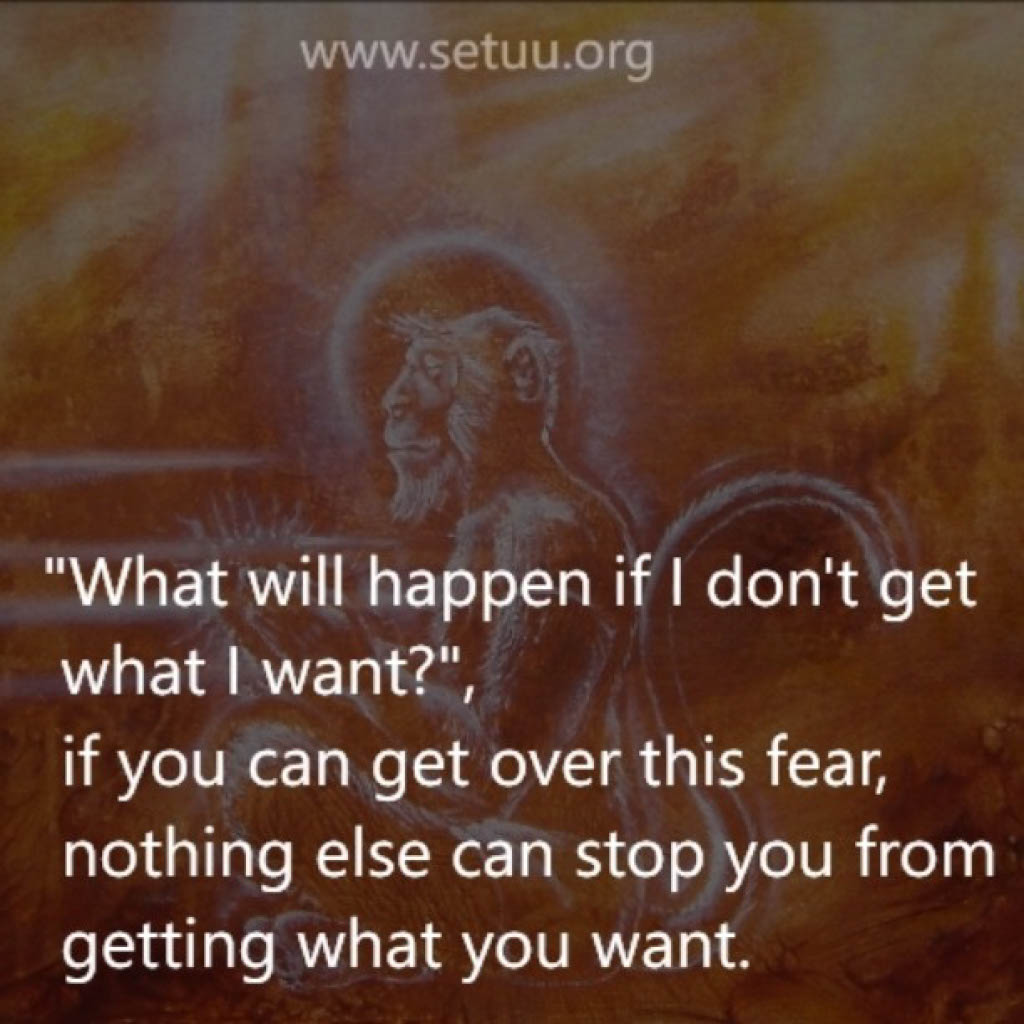 www.setuu.org
"What will happen if I don't get
what I want?",
if you can get over this fear,
nothing else can stop you from
getting what you want.